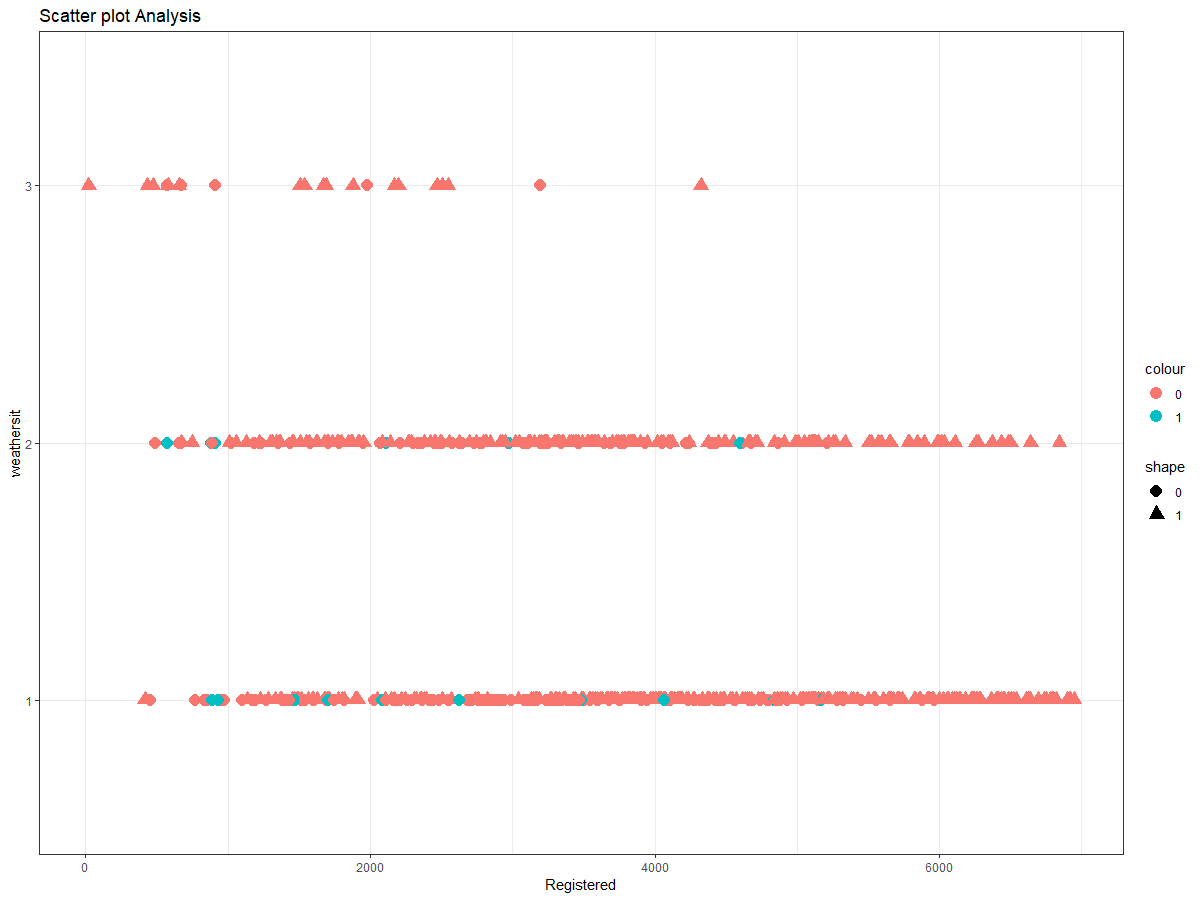 Scatter plot Analysis
3
2
1
weathersit
0
2000
4000
6000
Registered
colour
0
1
shape
0
1